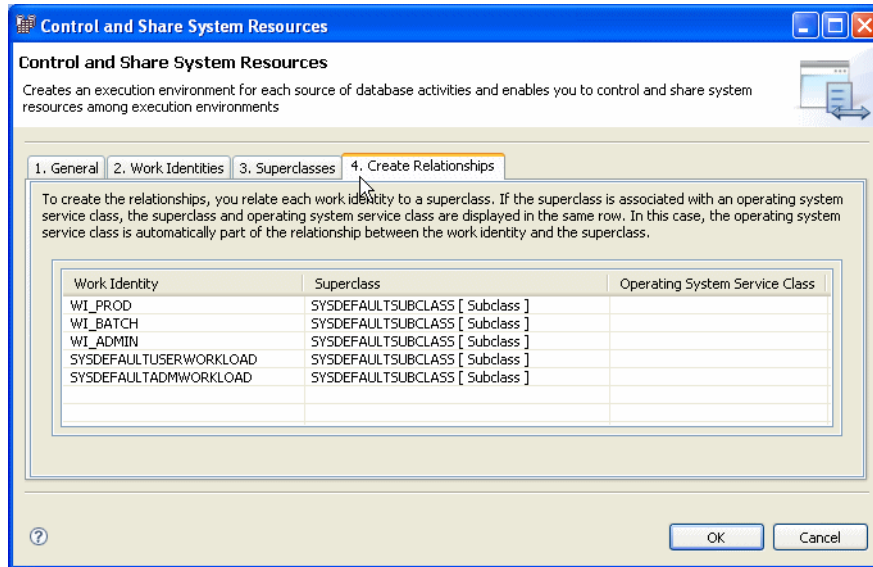 Control and Share System Resources
Control and Share System Resources
Creates an execution environment for each source of database activities and enables you to control and share system
resources among execution environments
1. General 2. Work Identities 3. Superclasses 4. Create Relationships
To create the relationships, you relate each work identity to a superclass. If the superclass is associated with an operating system
service class, the superclass and operating system service class are displayed in the same row. In this case, the operating system
service class is automatically part of the relationship between the work identity and the superclass.
Work Identity Superclass Operating System Service Class
WI_PROD SYSDEFAULTSUBCLASS [ Subclass ]
WI_BATCH SYSDEFAULTSUBCLASS [ Subclass ]
WI_ADMIN SYSDEFAULTSUBCLASS [ Subclass ]
SYSDEFAULTUSERWORKLOAD SYSDEFAULTSUBCLASS [ Subclass ]
SYSDEFAULTADMWORKLOAD SYSDEFAULTSUBCLASS [ Subclass ]
? OK Cancel